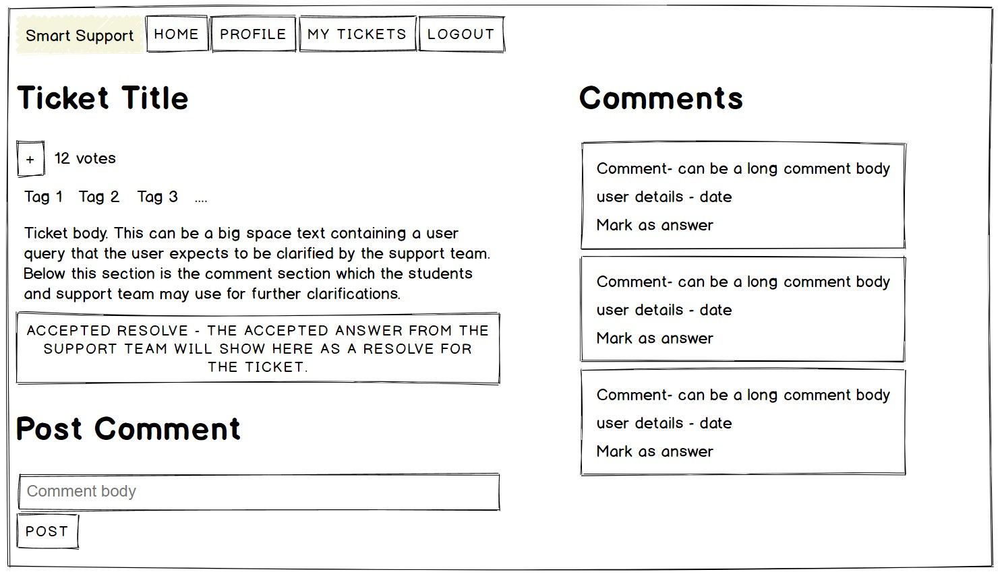 Smart Support HOME PROFILE MY TICKETS LOGOUT
Ticket Title
+ 12 votes
Tag 1 Tag 2 Tag 3 ....
Ticket body. This can be a big space text containing a user
query that the user expects to be clarified by the support team.
Below this section is the comment section which the students
and support team may use for further clarifications.
ACCEPTED RESOLVE - THE ACCEPTED ANSWER FROM THE
SUPPORT TEAM WILL SHOW HERE AS A RESOLVE FOR
THE TICKET.
Post Comment
Comment body
POST
Comments
Comment- can be a long comment body
user details - date
Mark as answer
Comment- can be a long comment body
user details - date
Mark as answer
Comment- can be a long comment body
user details - date
Mark as answer